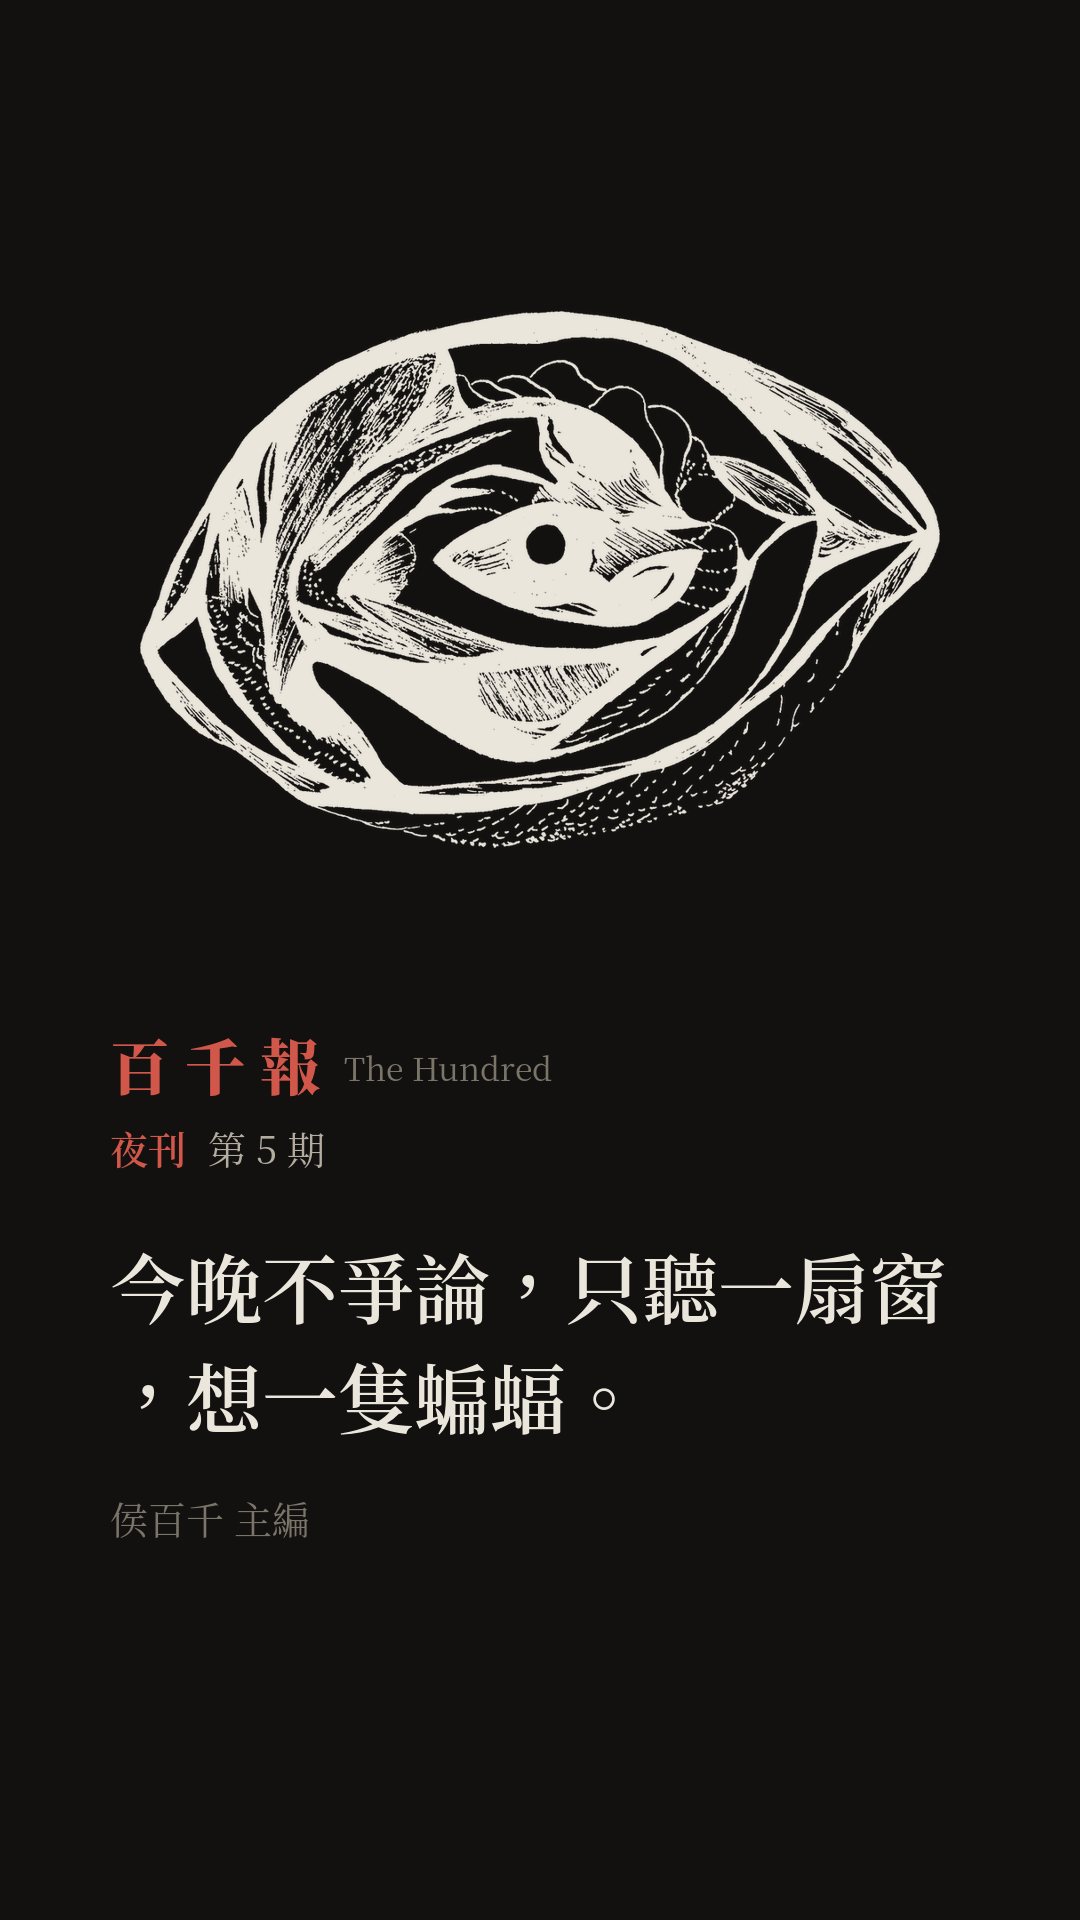 百千報 The Hundred
夜刊 第 5 期
今晚不爭論，只聽一扇窗
，想一隻蝙蝠。
侯百千 主編